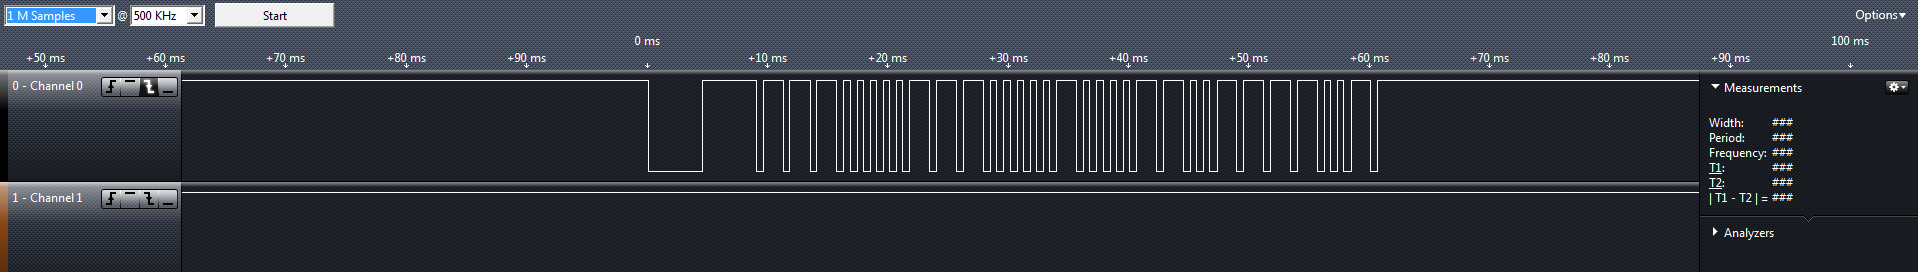 1 M Samples @ 500 KHz Start Options
0 ms 100 ms
+50 ms +60 ms +70 ms +80 ms +90 ms +10 ms +20 ms +30 ms +40 ms +50 ms +60 ms +70 ms +80 ms +90 ms
0 - Channel 0
Measurements
Width: ###
Period: ###
Frequency: ###
T1: ###
T2: ###
| T1 - T2 | = ###
1 - Channel 1
Analyzers